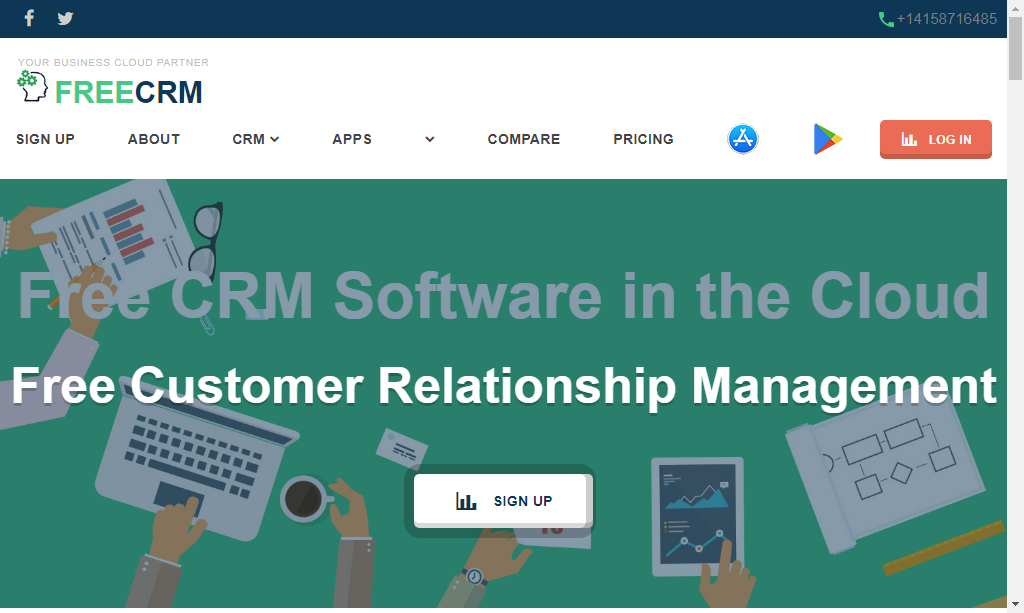 +14158716485
YOUR BUSINESS CLOUD PARTNER
FREECRM
SIGN UP ABOUT CRM APPS COMPARE PRICING LOG IN
Free CRM Software in the Cloud
Free Customer Relationship Management
SIGN UP